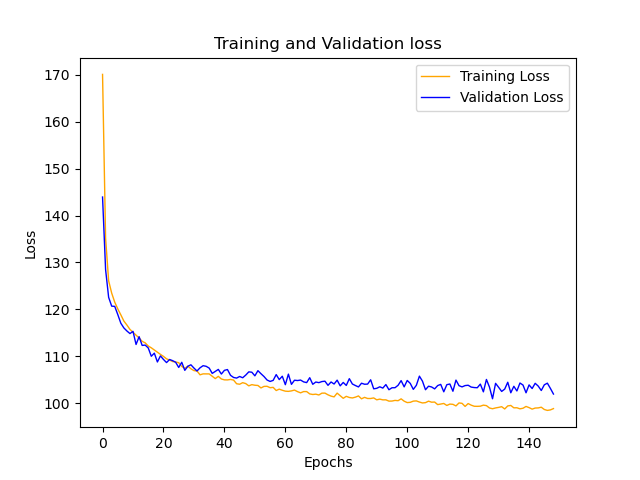 Training and Validation loss
Training Loss
Validation Loss
Loss
170
160
150
140
130
120
110
100
0 20 40 60 80 100 120 140
Epochs